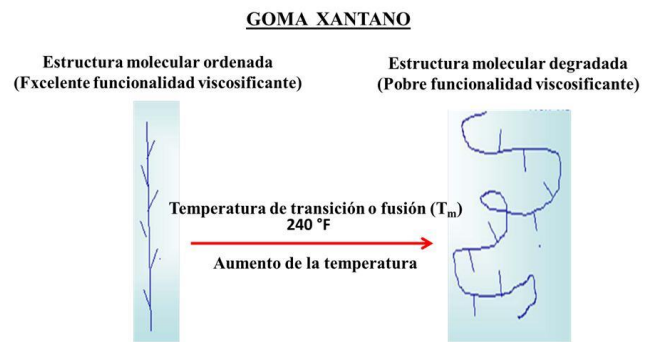 GOMA XANTANO
Estructura molecular ordenada
(Fxcelente funcionalidad viscosificante)
Estructura molecular degradada
(Pobre funcionalidad viscosificante)
Temperatura de transición o fusión (Tm)
240 °F
Aumento de la temperatura